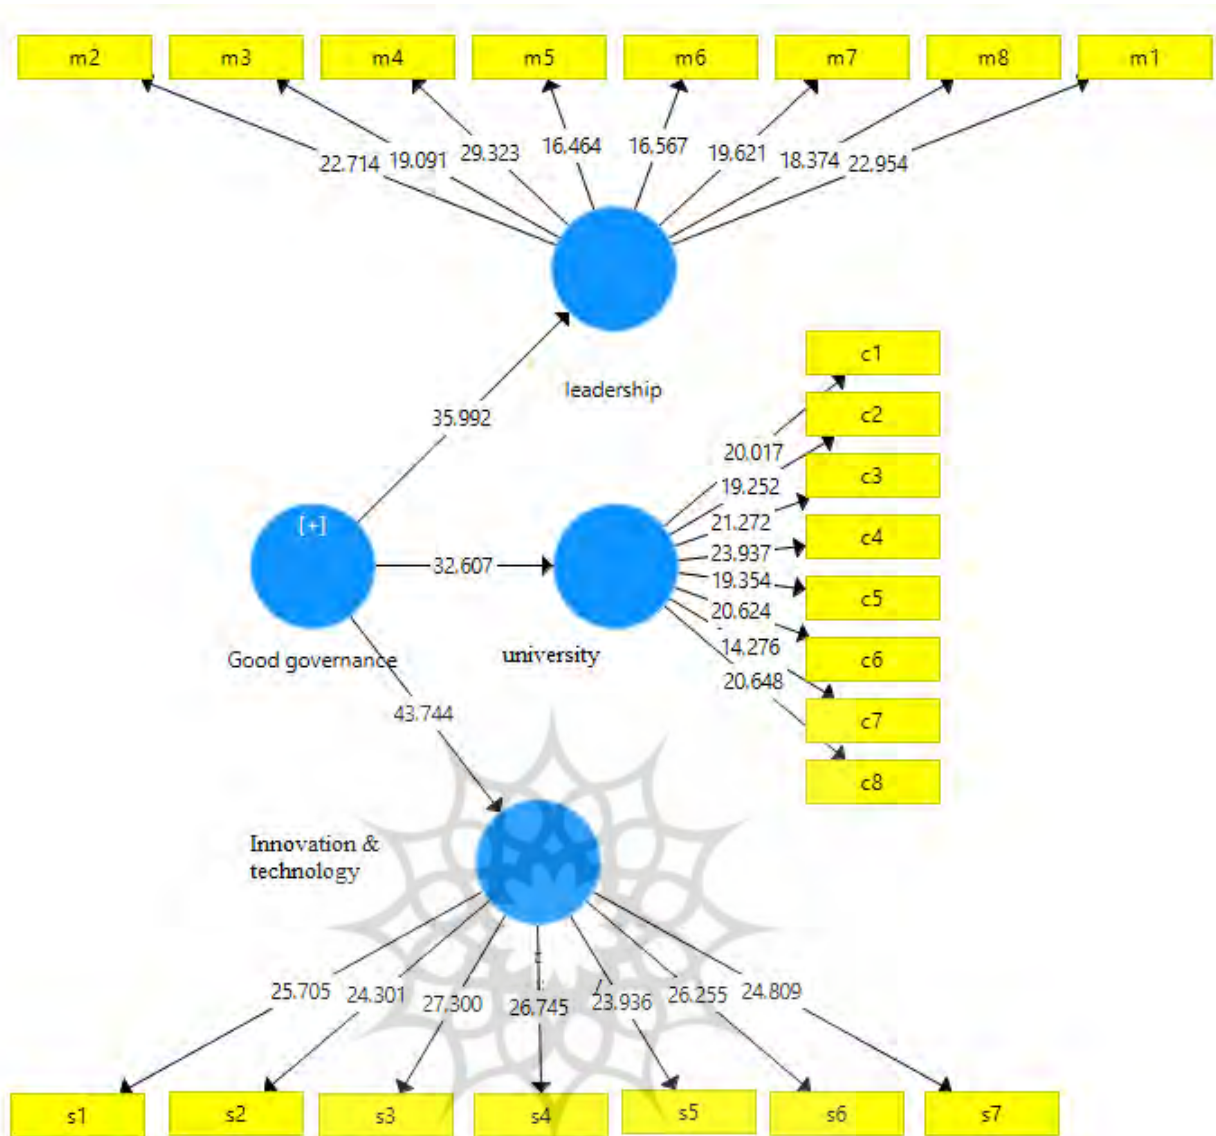 m2 m3 m4 m5 m6 m7 m8 m1
22.714 19.091 29.323 16.464 16.567 19.621 18.374 22.954
leadership
35.992
c1
c2
20.017
c3
19.252
21.272
c4
23.937
[+]
32.607
19.354
c5
20.624
14.276
c6
20.648
university
Good governance
c7
43.744
c8
Innovation &
technology
25.705 24.301 27.300 26.745 23.936 26.255 24.809
s1 s2 s3 s4 s5 s6 s7